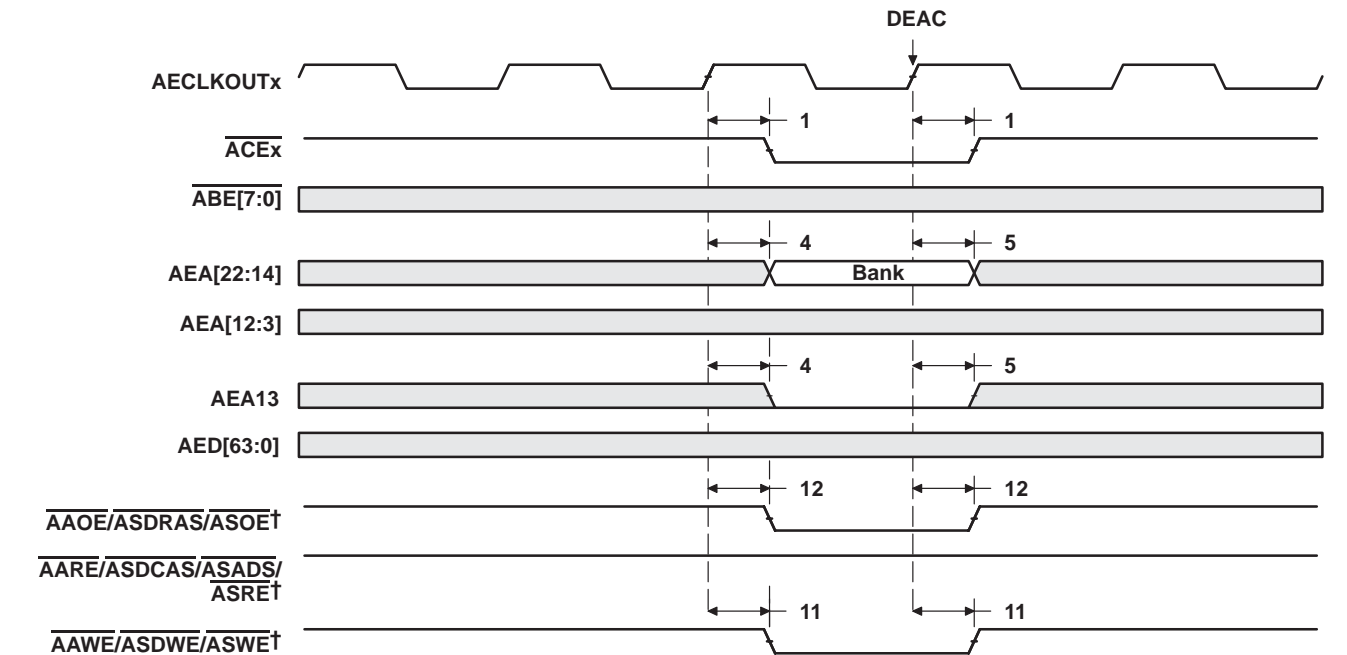 DEAC
AECLKOUTx
1 1
ACEx
ABE[7:0]
4 5
AEA[22:14] Bank
AEA[12:3]
4 5
AEA13
AED[63:0]
12 12
AAOE/ASDRAS/ASOE†
AARE/ASDCAS/ASADS/
ASRE†
11 11
AAWE/ASDWE/ASWE†